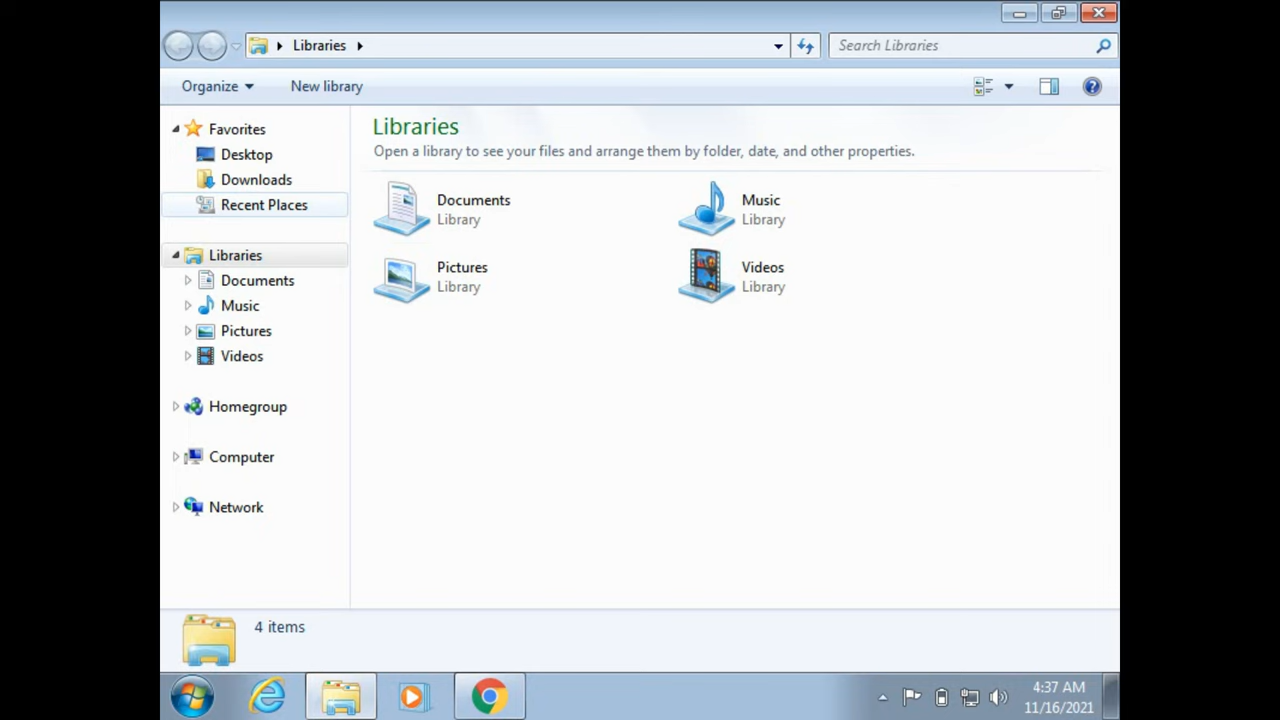 Libraries
Search Libraries
Organize
New library
Favorites
Desktop
Downloads
Recent Places
Libraries
Documents
Music
Pictures
Videos
Homegroup
Computer
Network
Libraries
Open a library to see your files and arrange them by folder, date, and other properties.
Documents
Library
Music
Library
Pictures
Library
Videos
Library
4 items
4:37 AM
11/16/2021